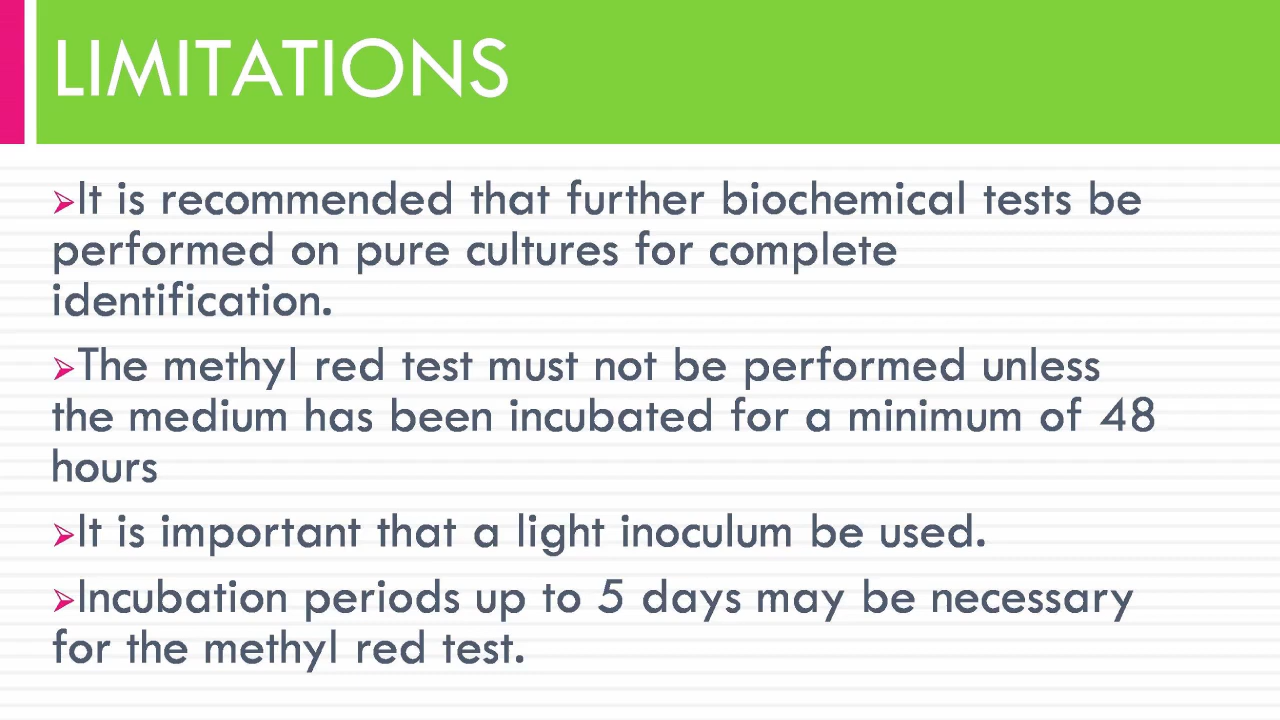 LIMITATIONS
➢It is recommended that further biochemical tests be
performed on pure cultures for complete
identification.
➢The methyl red test must not be performed unless
the medium has been incubated for a minimum of 48
hours
➢It is important that a light inoculum be used.
➢Incubation periods up to 5 days may be necessary
for the methyl red test.